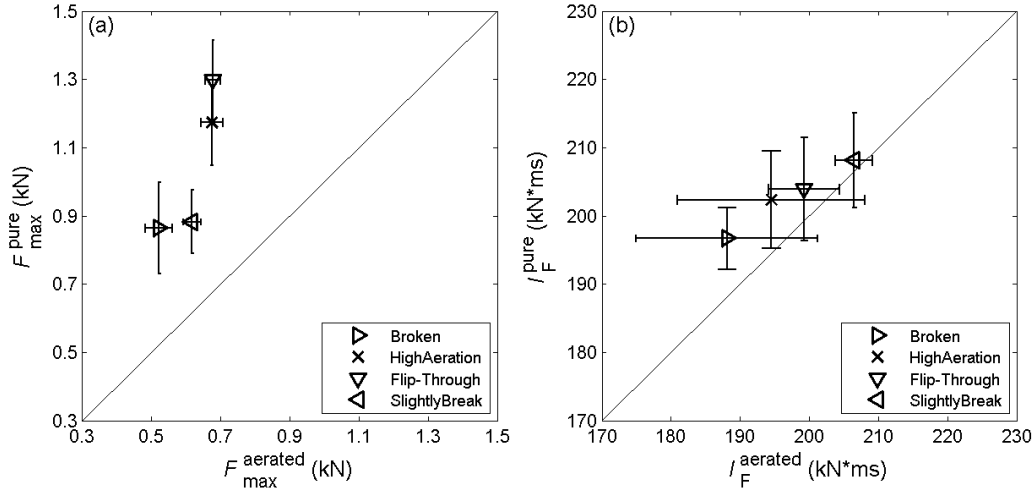 (a)
1.5
1.3
1.1
0.9
0.7
0.5
0.3
F max pure (kN)
0.3 0.5 0.7 0.9 1.1 1.3 1.5
F max aerated (kN)
Broken
HighAeration
Flip-Through
SlightlyBreak
(b)
230
220
210
200
190
180
170
I F pure (kN*ms)
170 180 190 200 210 220 230
I F aerated (kN*ms)
Broken
HighAeration
Flip-Through
SlightlyBreak